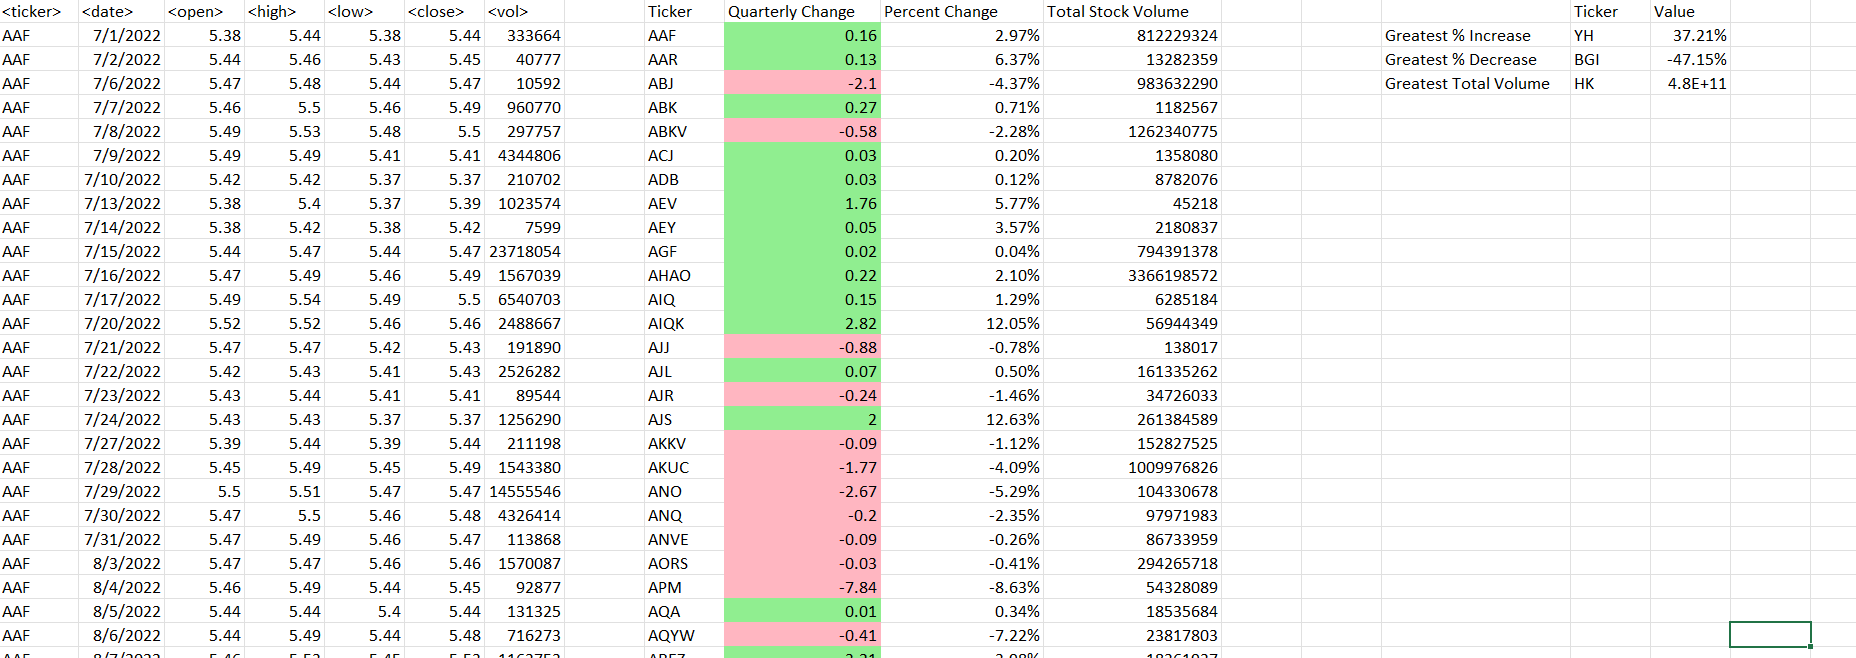 <ticker> <date> <open> <high> <low> <close> <vol> Ticker Quarterly Change Percent Change Total Stock Volume Ticker Value
AAF 7/1/2022 5.38 5.44 5.38 5.44 333664 AAF 0.16 2.97% 812229324 Greatest % Increase YH 37.21%
AAF 7/2/2022 5.44 5.46 5.43 5.45 40777 AAR 0.13 6.37% 13282359 Greatest % Decrease BGI -47.15%
AAF 7/6/2022 5.47 5.48 5.44 5.47 10592 ABJ -2.1 -4.37% 983632290 Greatest Total Volume HK 4.8E+11
AAF 7/7/2022 5.46 5.5 5.46 5.49 960770 ABK 0.27 0.71% 1182567
AAF 7/8/2022 5.49 5.53 5.48 5.5 297757 ABKV -0.58 -2.28% 1262340775
AAF 7/9/2022 5.49 5.49 5.41 5.41 4344806 ACJ 0.03 0.20% 1358080
AAF 7/10/2022 5.42 5.42 5.37 5.37 210702 ADB 0.03 0.12% 8782076
AAF 7/13/2022 5.38 5.4 5.37 5.39 1023574 AEV 1.76 5.77% 45218
AAF 7/14/2022 5.38 5.42 5.38 5.42 7599 AEY 0.05 3.57% 2180837
AAF 7/15/2022 5.44 5.47 5.44 5.47 23718054 AGF 0.02 0.04% 794391378
AAF 7/16/2022 5.47 5.49 5.46 5.49 1567039 AHAO 0.22 2.10% 3366198572
AAF 7/17/2022 5.49 5.54 5.49 5.5 6540703 AIQ 0.15 1.29% 6285184
AAF 7/20/2022 5.52 5.52 5.46 5.46 2488667 AIQK 2.82 12.05% 56944349
AAF 7/21/2022 5.47 5.47 5.42 5.43 191890 AJJ -0.88 -0.78% 138017
AAF 7/22/2022 5.42 5.43 5.41 5.43 2526282 AJL 0.07 0.50% 161335262
AAF 7/23/2022 5.43 5.44 5.41 5.41 89544 AJR -0.24 -1.46% 34726033
AAF 7/24/2022 5.43 5.43 5.37 5.37 1256290 AJS 2 12.63% 261384589
AAF 7/27/2022 5.39 5.44 5.39 5.44 211198 AKKV -0.09 -1.12% 152827525
AAF 7/28/2022 5.45 5.49 5.45 5.49 1543380 AKUC -1.77 -4.09% 1009976826
AAF 7/29/2022 5.5 5.51 5.47 5.47 14555546 ANO -2.67 -5.29% 104330678
AAF 7/30/2022 5.47 5.5 5.46 5.48 4326414 ANQ -0.2 -2.35% 97971983
AAF 7/31/2022 5.47 5.49 5.46 5.47 113868 ANVE -0.09 -0.26% 86733959
AAF 8/3/2022 5.47 5.47 5.46 5.46 1570087 AORS -0.03 -0.41% 294265718
AAF 8/4/2022 5.46 5.49 5.44 5.45 92877 APM -7.84 -8.63% 54328089
AAF 8/5/2022 5.44 5.44 5.4 5.44 131325 AQA 0.01 0.34% 18535684
AAF 8/6/2022 5.44 5.49 5.44 5.48 716273 AQYW -0.41 -7.22% 23817803